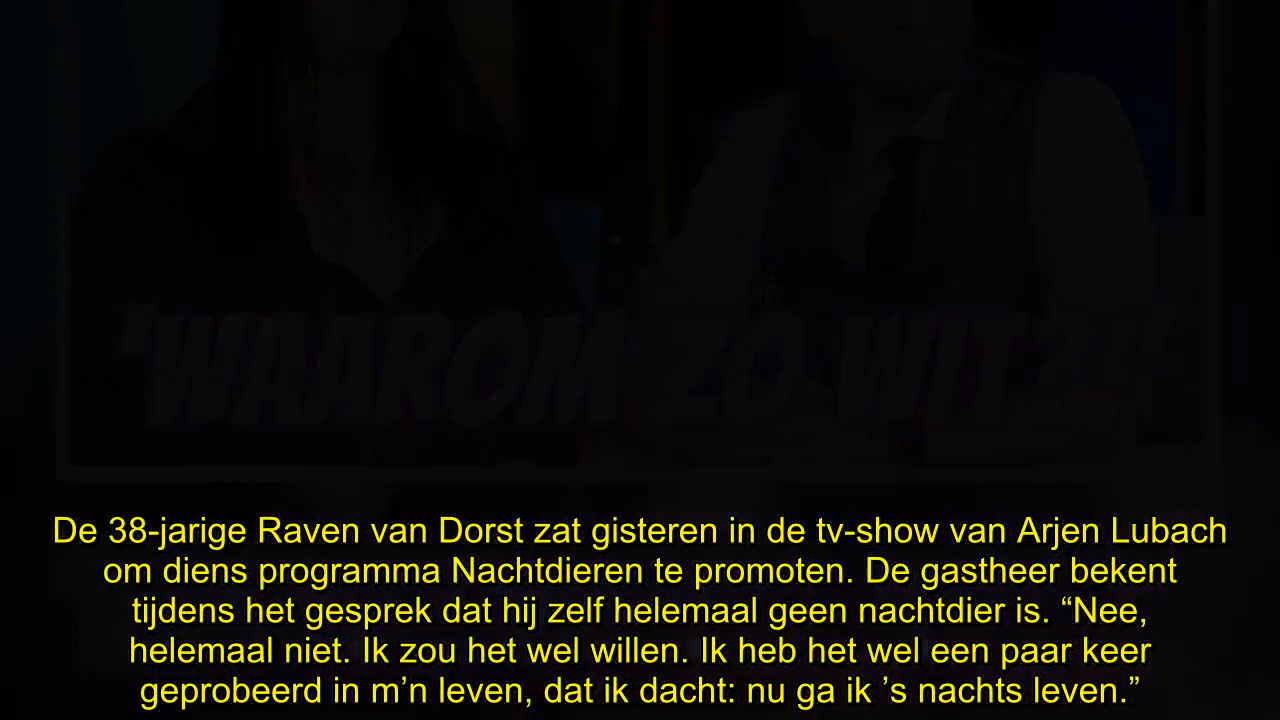 'WAAROM ZO WIT?!'
De 38-jarige Raven van Dorst zat gisteren in de tv-show van Arjen Lubach
om diens programma Nachtdieren te promoten. De gastheer bekent
tijdens het gesprek dat hij zelf helemaal geen nachtdier is. “Nee,
helemaal niet. Ik zou het wel willen. Ik heb het wel een paar keer
geprobeerd in m’n leven, dat ik dacht: nu ga ik ’s nachts leven.”